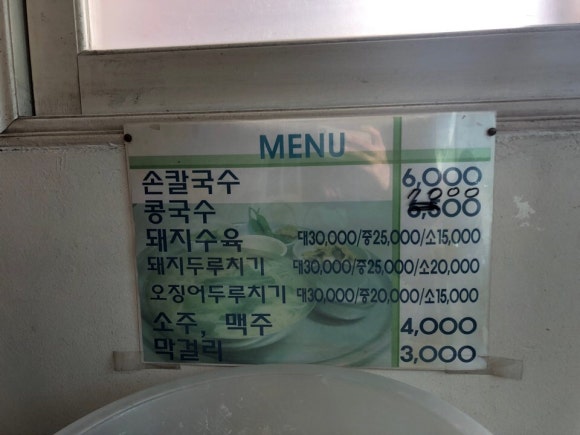 MENU
손칼국수 6,000
콩국수 7000
돼지수육 대30,000/중25,000/소15,000
돼지두루치기 대30,000/중25,000/소20,000
오징어두루치기 대30,000/중20,000/소15,000
소주, 맥주 4,000
막걸리 3,000